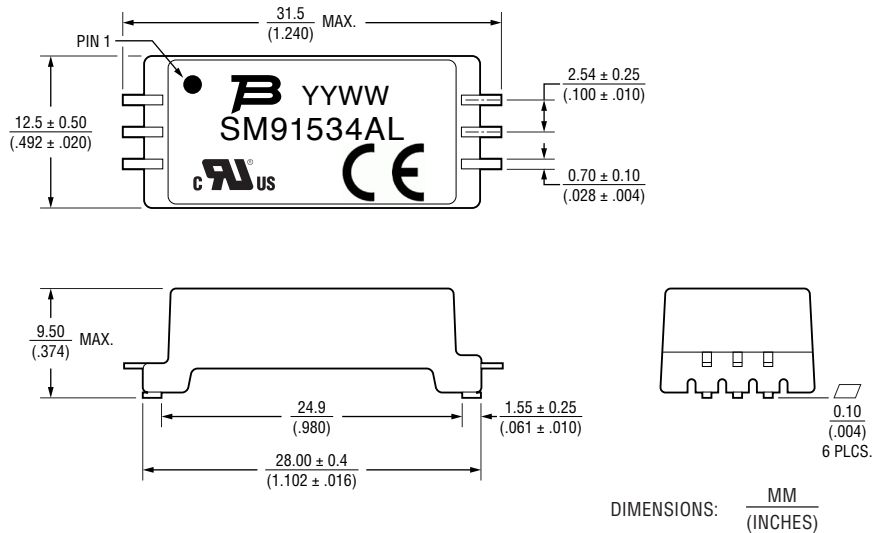 31.5
(1.240)
MAX.
PIN 1
YYWW
SM91534AL
C RU ® US
CE
12.5 ± 0.50
(.492 ± .020)
2.54 ± 0.25
(.100 ± .010)
0.70 ± 0.10
(.028 ± .004)
9.50
(.374)
MAX.
24.9
(.980)
1.55 ± 0.25
(.061 ± .010)
28.00 ± 0.4
(1.102 ± .016)
0.10
(.004)
6 PLCS.
DIMENSIONS:
MM
(INCHES)